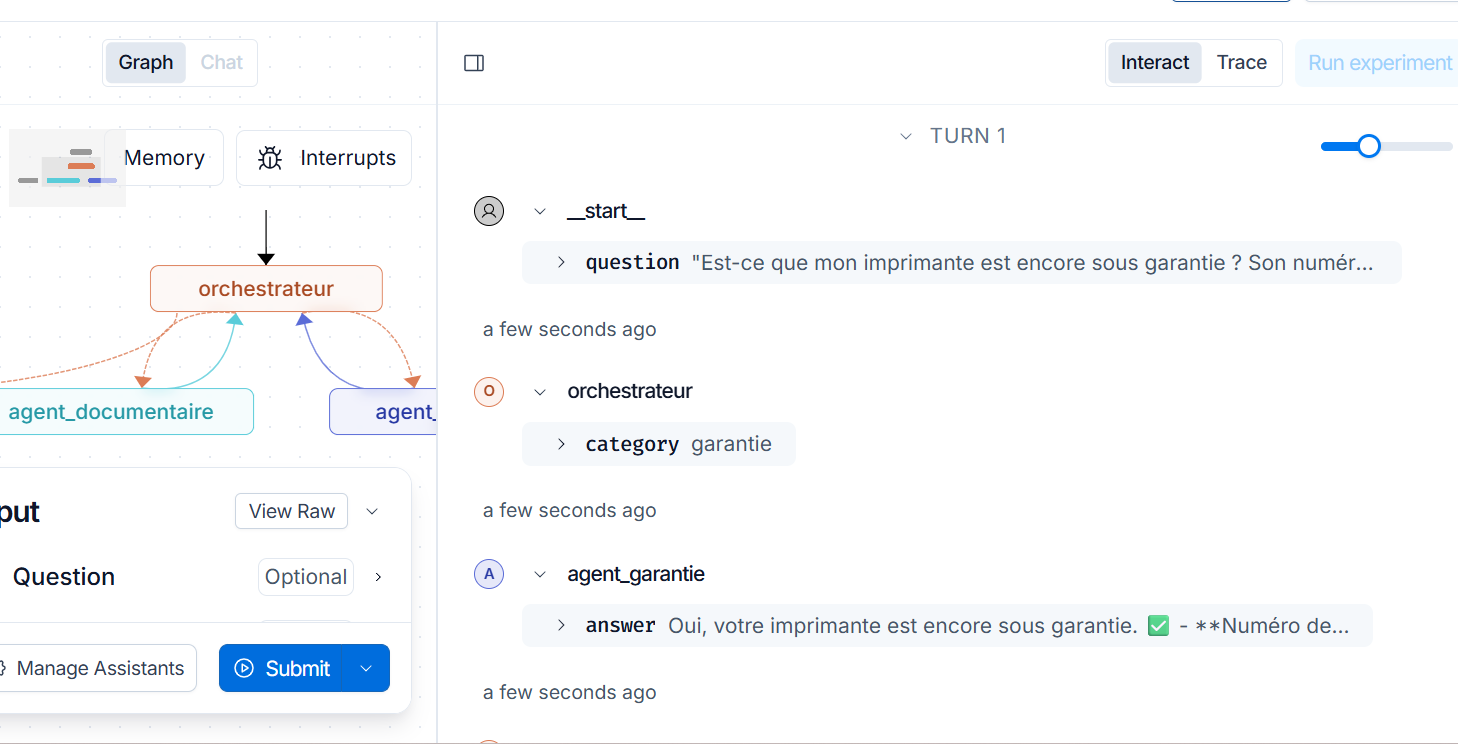 Graph Chat
Interact Trace Run experiment
TURN 1
Memory Interrupts
__start__
question "Est-ce que mon imprimante est encore sous garantie ? Son numér...
a few seconds ago
orchestrateur
agent_documentaire
agent_
O orchestrateur
category garantie
a few seconds ago
put
View Raw
Question
Optional
A agent_garantie
answer Oui, votre imprimante est encore sous garantie. ✅ - **Numéro de...
Manage Assistants
Submit
a few seconds ago